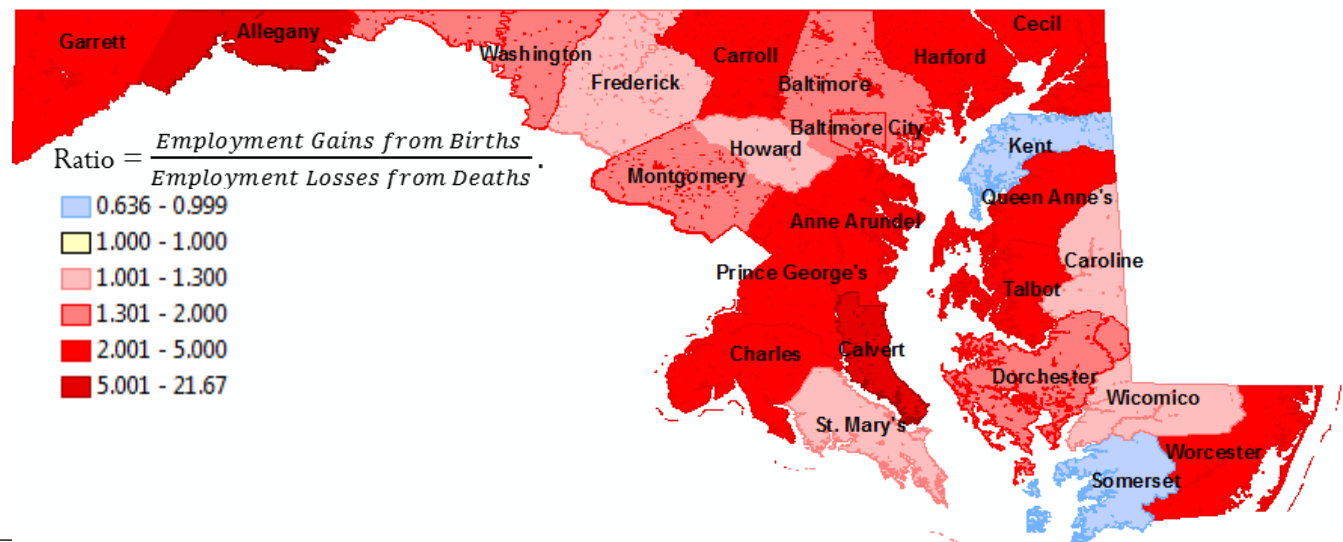 Cecil
Garrett
Allegany
Washington
Carroll
Harford
Frederick
Baltimore
Baltimore City
Howard
Kent
Montgomery
Queen Anne's
Anne Arundel
Caroline
Prince George's
Talbot
Charles
Calvert
Dorchester
Wicomico
St. Mary's
Worcester
Somerset
Ratio = Employment Gains from Births / Employment Losses from Deaths.
0.636 - 0.999
1.000 - 1.000
1.001 - 1.300
1.301 - 2.000
2.001 - 5.000
5.001 - 21.67